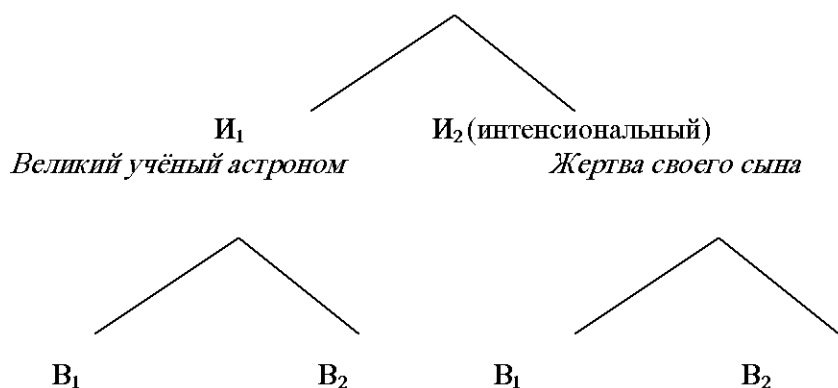 И₁ И₂ (интенсиональный)
Великий учёный астроном Жертва своего сына
В₁ В₂ В₁ В₂